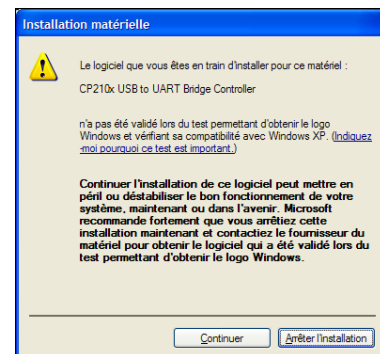 Installation matérielle
Le logiciel que vous êtes en train d'installer pour ce matériel :
CP210x USB to UART Bridge Controller
n'a pas été validé lors du test permettant d'obtenir le logo
Windows et vérifiant sa compatibilité avec Windows XP. (Indiquez
-moi pourquoi ce test est important.)
Continuer l'installation de ce logiciel peut mettre en
péril ou déstabiliser le bon fonctionnement de votre
système, maintenant ou dans l'avenir. Microsoft
recommande fortement que vous arrêtiez cette
installation maintenant et contactiez le fournisseur du
matériel pour obtenir le logiciel qui a été validé lors du
test permettant d'obtenir le logo Windows.
Continuer
Arrêter l'installation